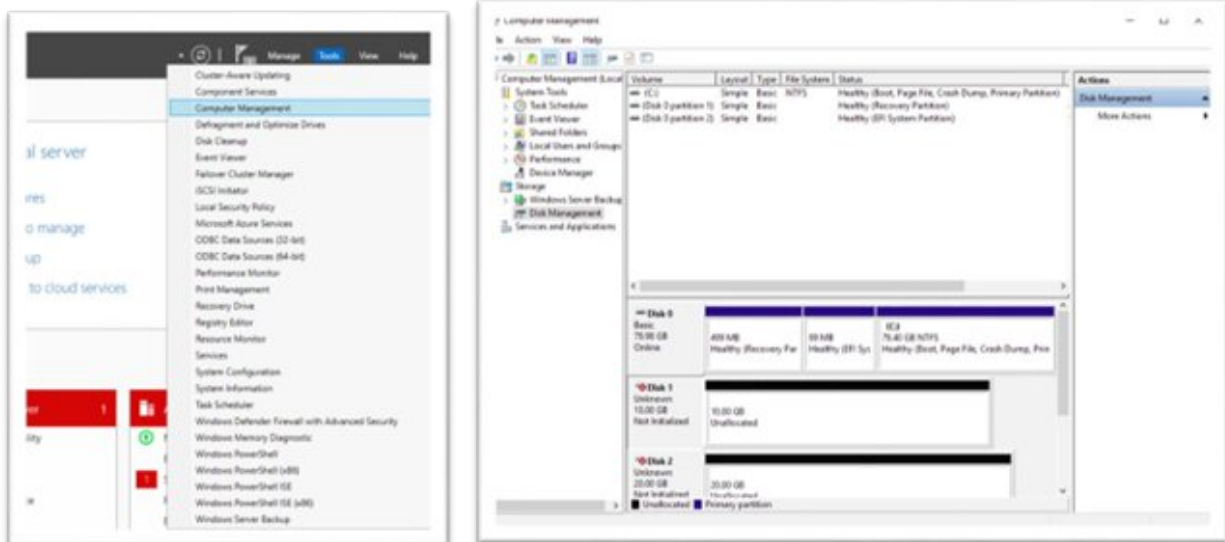 Manage Tools View Help
Cluster-Aware Updating
Component Services
Computer Management
Defragment and Optimize Drives
Disk Cleanup
Event Viewer
Failover Cluster Manager
iSCSI Initiator
Local Security Policy
Microsoft Azure Services
ODBC Data Sources (32-bit)
ODBC Data Sources (64-bit)
Performance Monitor
Print Management
Recovery Drive
Registry Editor
Resource Monitor
Services
System Configuration
System Information
Task Scheduler
Windows Defender Firewall with Advanced Security
Windows Memory Diagnostic
Windows PowerShell
Windows PowerShell (x86)
Windows PowerShell ISE
Windows PowerShell ISE (x86)
Windows Server Backup
al server
o manage
up
to cloud services
1
1
Computer Management
Action View Help
Computer Management (Local
System Tools
Task Scheduler
Event Viewer
Shared Folders
Local Users and Groups
Performance
Device Manager
Storage
Windows Server Backup
Disk Management
Services and Applications
Volume Layout Type File System Status
(C:) Simple Basic NTFS Healthy (Boot, Page File, Crash Dump, Primary Partition)
(Disk 0 partition 1) Simple Basic Healthy (Recovery Partition)
(Disk 0 partition 2) Simple Basic Healthy (EFI System Partition)
Actions
Disk Management
More Actions
Disk 0
Basic
Online
499 MB
Healthy (Recovery Par
99 MB
Healthy (EFI Sys
(C:)
79.40 GB NTFS
Healthy (Boot, Page File, Crash Dump, Prim
Disk 1
Unknown
10.00 GB
Not Initialized
10.00 GB
Unallocated
Disk 2
Unknown
20.00 GB
Not Initialized
20.00 GB
Unallocated
Unallocated Primary partition